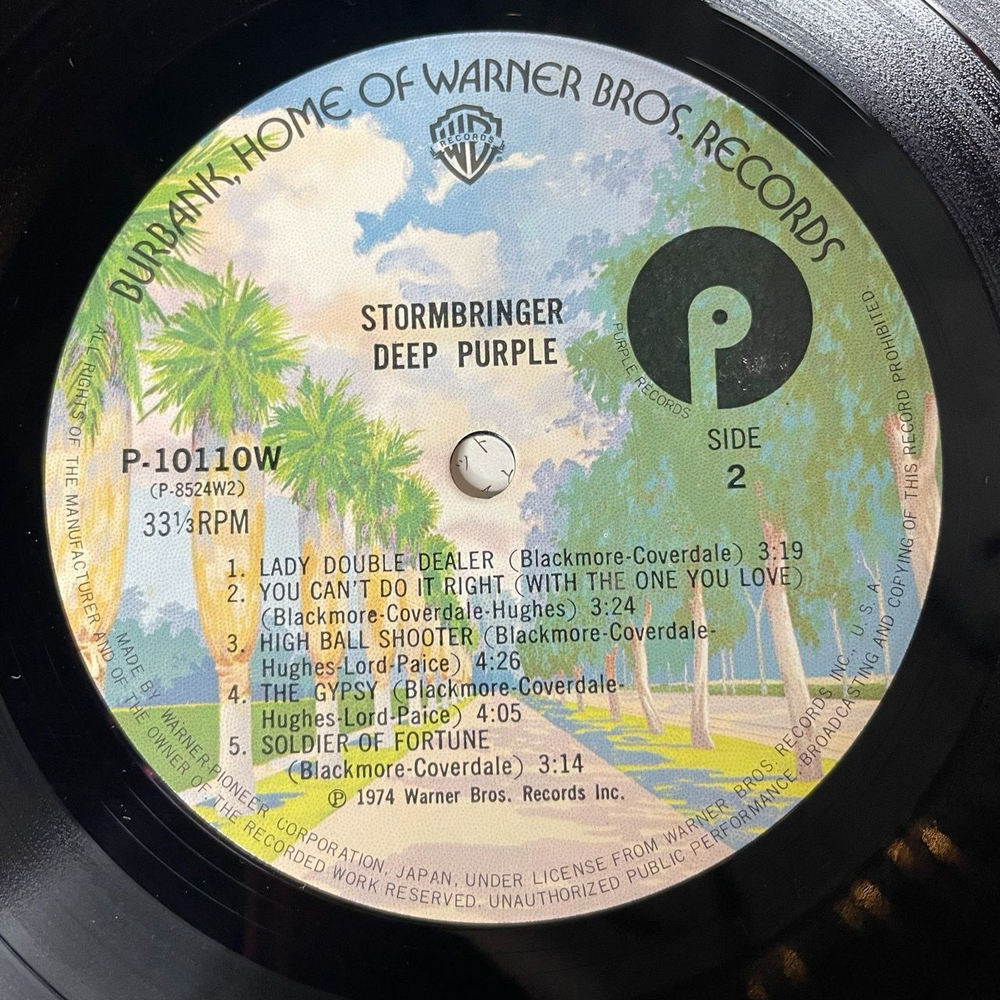 BURBANK, HOME OF WARNER BROS. RECORDS
RECORDS
STORMBRINGER
DEEP PURPLE
PURPLE RECORDS
P-10110W
(P-8524W2)
33⅓RPM
SIDE
2
1. LADY DOUBLE DEALER (Blackmore-Coverdale) 3:19
2. YOU CAN'T DO IT RIGHT (WITH THE ONE YOU LOVE)
(Blackmore-Coverdale-Hughes) 3:24
3. HIGH BALL SHOOTER (Blackmore-Coverdale-
Hughes-Lord-Paice) 4:26
4. THE GYPSY (Blackmore-Coverdale-
Hughes-Lord-Paice) 4:05
5. SOLDIER OF FORTUNE
(Blackmore-Coverdale) 3:14
℗ 1974 Warner Bros. Records Inc.
MADE BY WARNER-PIONEER CORPORATION, JAPAN, UNDER LICENSE FROM WARNER BROS. RECORDS INC., U. S. A.
ALL RIGHTS OF THE MANUFACTURER AND OF THE OWNER OF THE RECORDED WORK RESERVED. UNAUTHORIZED PUBLIC PERFORMANCE, BROADCASTING AND COPYING OF THIS RECORD PROHIBITED